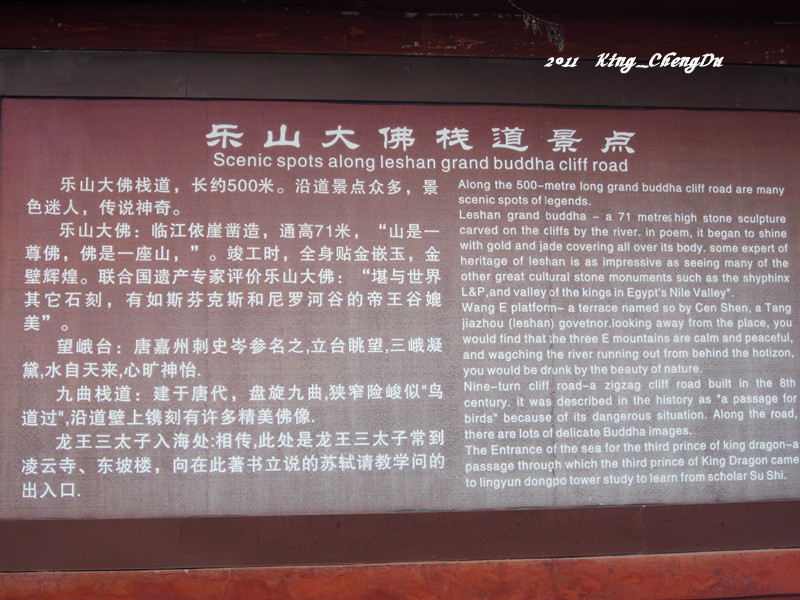 2011 King_ChengDu
乐山大佛栈道景点
Scenic spots along leshan grand buddha cliff road
乐山大佛栈道，长约500米。沿道景点众多，景
色迷人，传说神奇。
乐山大佛：临江依崖凿造，通高71米，“山是一
尊佛，佛是一座山，”。竣工时，全身贴金嵌玉，金
壁辉煌。联合国遗产专家评价乐山大佛：“堪与世界
其它石刻，有如斯芬克斯和尼罗河谷的帝王谷媲
美”。
望峨台：唐嘉州刺史岑参名之,立台眺望,三峨凝
黛,水自天来,心旷神怡.
九曲栈道：建于唐代，盘旋九曲,狭窄险峻似"鸟
道过",沿道壁上镌刻有许多精美佛像.
龙王三太子入海处:相传,此处是龙王三太子常到
凌云寺、东坡楼，向在此著书立说的苏轼请教学问的
出入口.
Along the 500-metre long grand buddha cliff road are many
scenic spots of legends.
Leshan grand buddha - a 71 metres high stone sculpture
carved on the cliffs by the river. in poem, it began to shine
with gold and jade covering all over its body. some expert of
heritage of leshan is as impressive as seeing many of the
other great cultural stone monuments such as the shyphinx
L&P,and valley of the kings in Egypt's Nile Valley".
Wang E platform- a terrace named so by Cen Shen, a Tang
jiazhou (leshan) govetnor.looking away from the place, you
would find that the three E mountains are calm and peaceful,
and wagching the river running out from behind the hotizon,
you would be drunk by the beauty of nature.
Nine-turn cliff road-a zigzag cliff road built in the 8th
century. it was described in the history as "a passage for
birds" because of its dangerous situation. Along the road,
there are lots of delicate Buddha images.
The Entrance of the sea for the third prince of king dragon-a
passage through which the third prince of King Dragon came
to lingyun dongpo tower study to learn from scholar Su Shi.